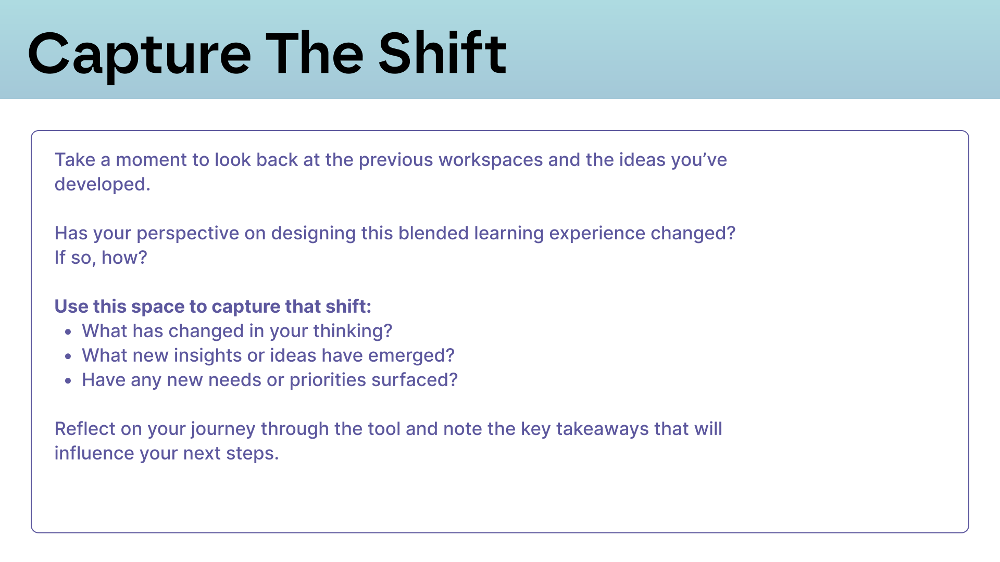 Capture The Shift
Take a moment to look back at the previous workspaces and the ideas you’ve
developed.
Has your perspective on designing this blended learning experience changed?
If so, how?
Use this space to capture that shift:
• What has changed in your thinking?
• What new insights or ideas have emerged?
• Have any new needs or priorities surfaced?
Reflect on your journey through the tool and note the key takeaways that will
influence your next steps.